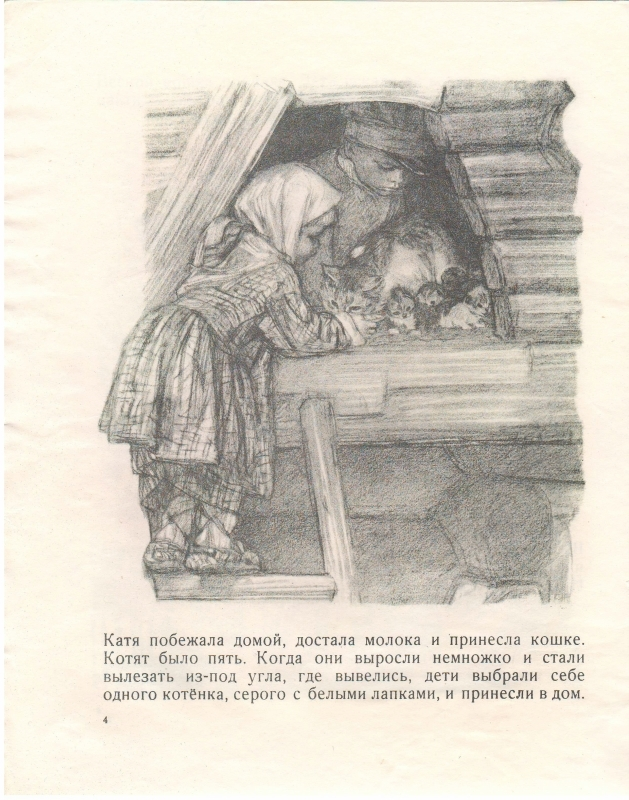 Катя побежала домой, достала молока и принесла кошке.
Котят было пять. Когда они выросли немножко и стали
вылезать из-под угла, где вывелись, дети выбрали себе
одного котёнка, серого с белыми лапками, и принесли в дом.
4